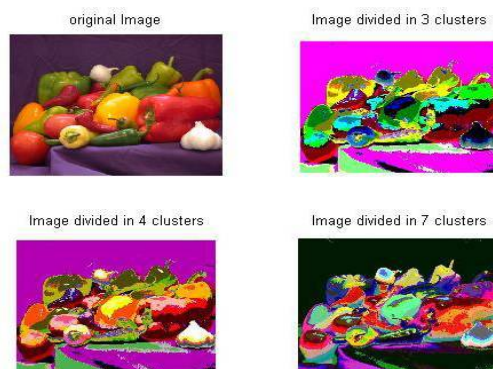 original Image
Image divided in 3 clusters
Image divided in 4 clusters
Image divided in 7 clusters